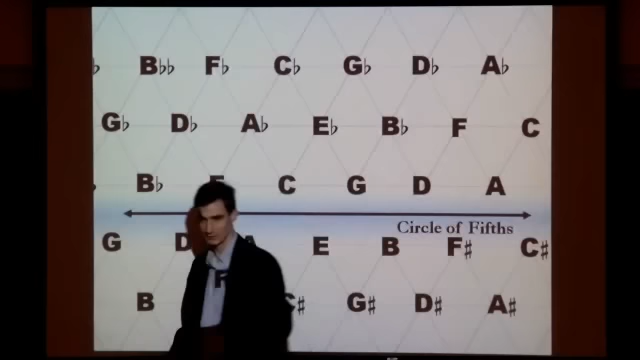 ♭ B♭♭ F♭ C♭ G♭ D♭ A♭
G♭ D♭ A♭ E♭ B♭ F C
♭ B♭ F C G D A
Circle of Fifths
G D A E B F♯ C♯
B F ♯ G♯ D♯ A♯